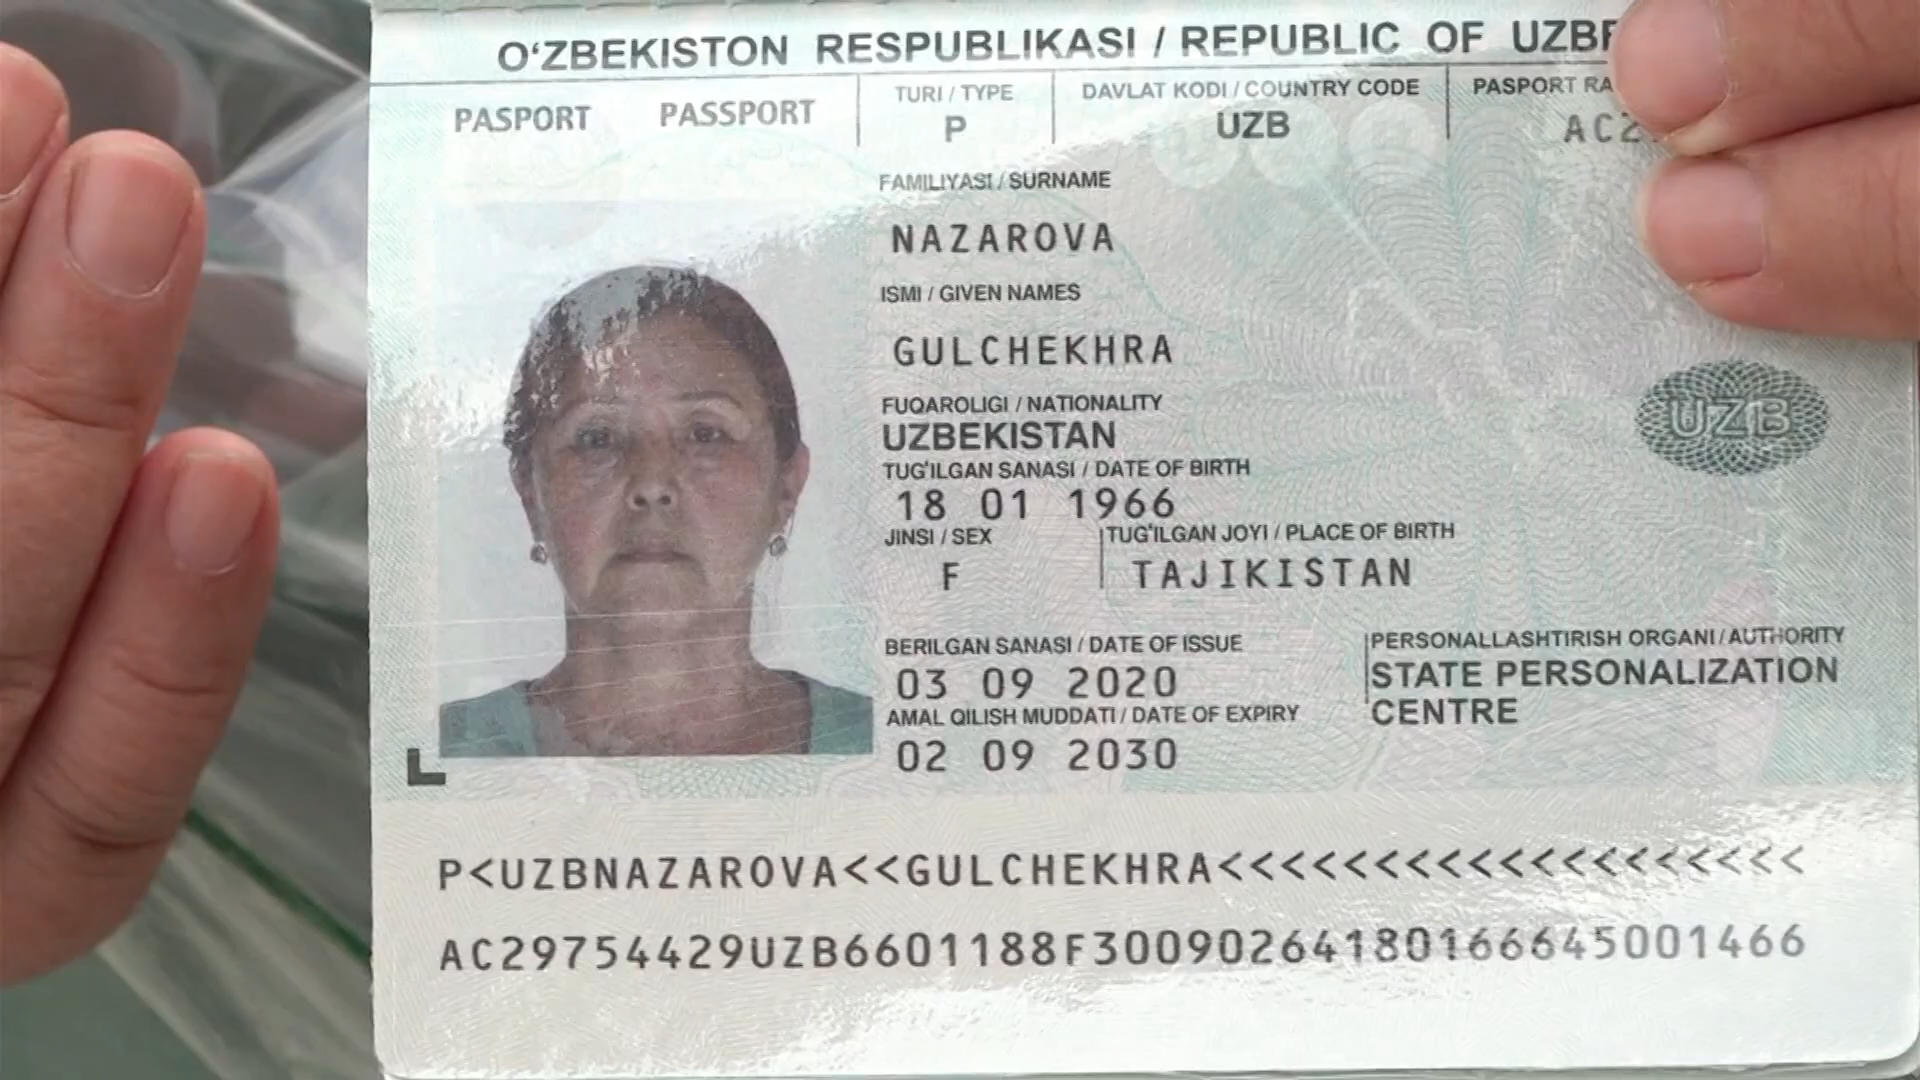 O‘ZBEKISTON RESPUBLIKASI / REPUBLIC OF
PASPORT PASSPORT
TURI / TYPE
P
DAVLAT KODI / COUNTRY CODE
UZB
PASPORT
FAMILIYASI / SURNAME
NAZAROVA
ISMI / GIVEN NAMES
GULCHEKHRA
FUQAROLIGI / NATIONALITY
UZBEKISTAN
UZB
TUG‘ILGAN SANASI / DATE OF BIRTH
18 01 1966
JINSI / SEX
F
TUG‘ILGAN JOYI / PLACE OF BIRTH
TAJIKISTAN
BERILGAN SANASI / DATE OF ISSUE
03 09 2020
PERSONALLASHTIRISH ORGANI / AUTHORITY
STATE PERSONALIZATION
CENTRE
AMAL QILISH MUDDATI / DATE OF EXPIRY
02 09 2030
P<UZBNAZAROVA<<GULCHEKHRA<<<<<<<<<<<<<<<<<<<
AC29754429UZB6601188F30090264180166645001466